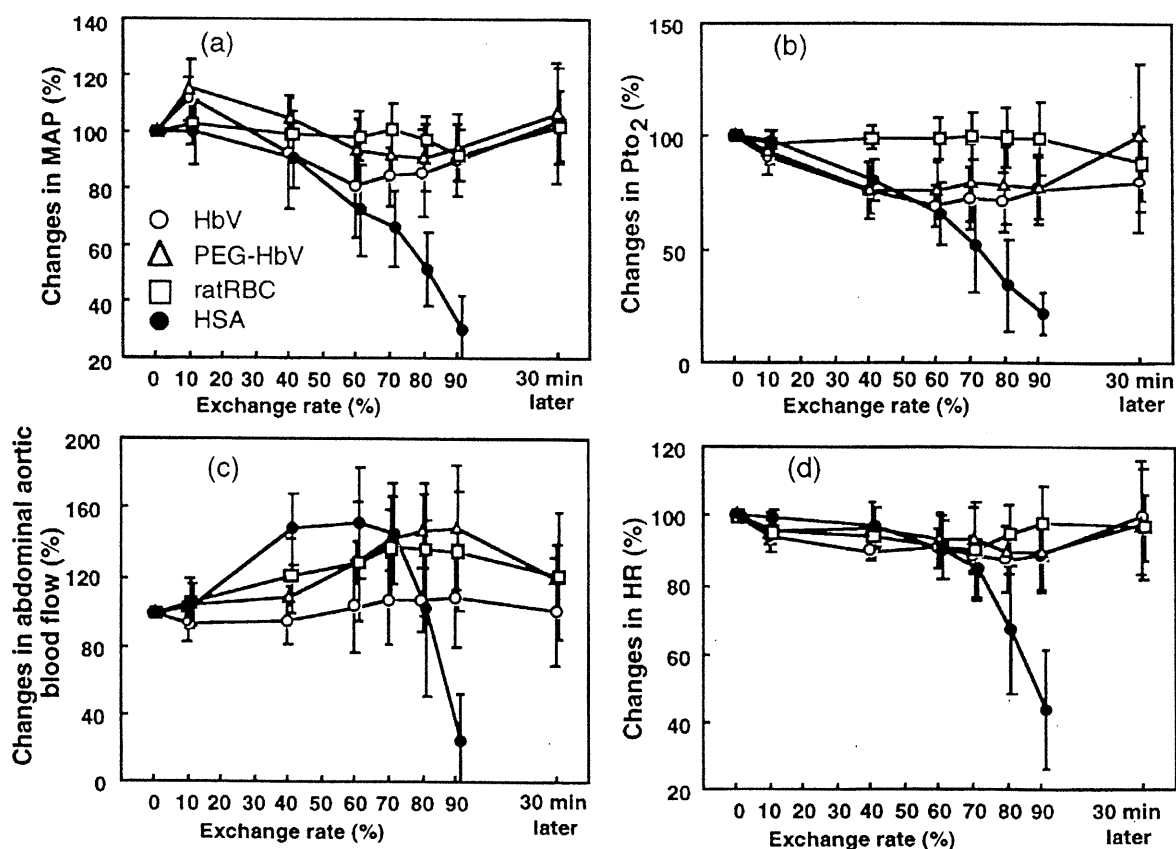 (a)
Changes in MAP (%)
140
120
100
80
60
40
20
HbV
PEG-HbV
ratRBC
HSA
0 10 20 30 40 50 60 70 80 90 30 min
later
Exchange rate (%)
(b)
Changes in Pto2 (%)
150
100
50
0
0 10 20 30 40 50 60 70 80 90 30 min
later
Exchange rate (%)
(c)
Changes in abdominal aortic
blood flow (%)
200
160
120
80
40
0
0 10 20 30 40 50 60 70 80 90 30 min
later
Exchange rate (%)
(d)
Changes in HR (%)
120
100
80
60
40
20
0 10 20 30 40 50 60 70 80 90 30 min
later
Exchange rate (%)